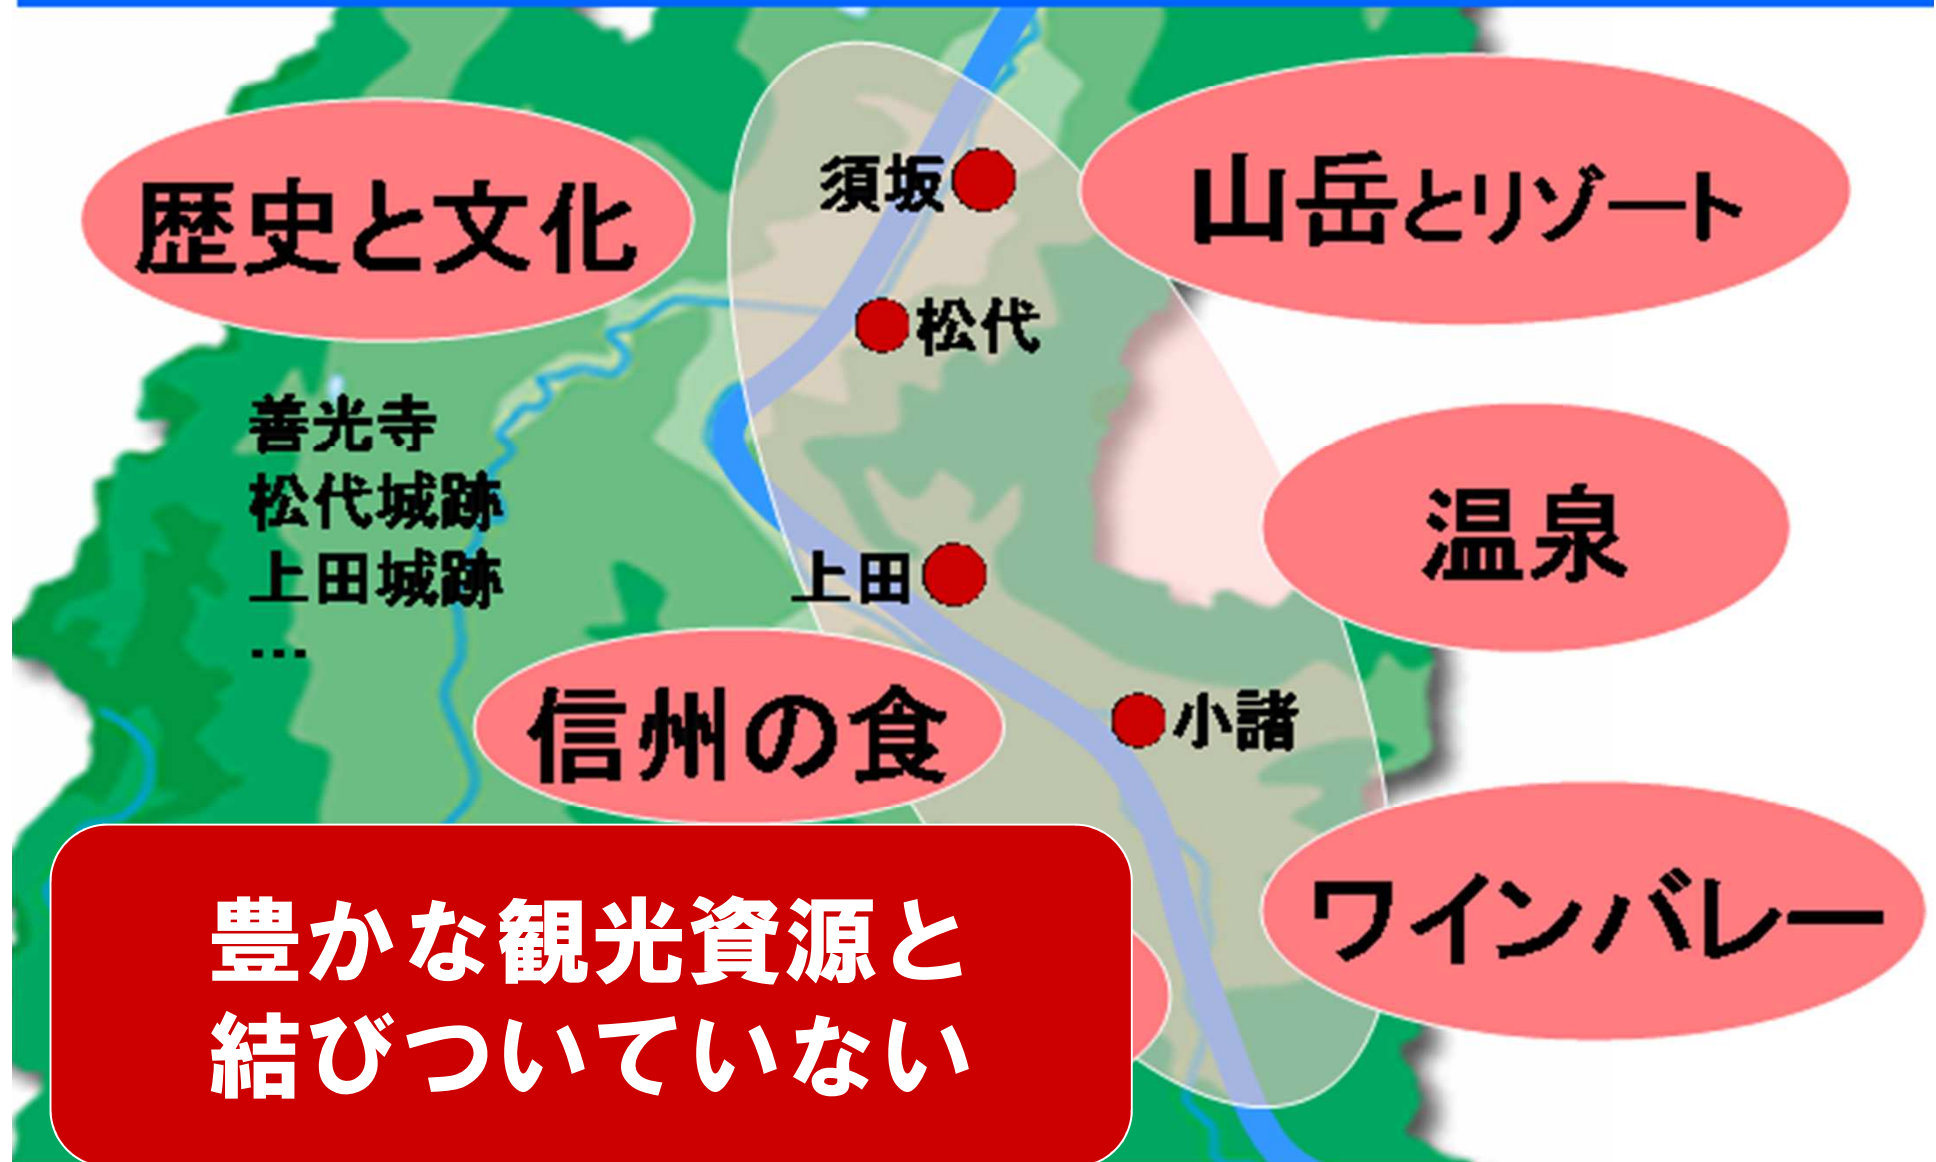 歴史と文化
山岳とリゾート
須坂
松代
善光寺
松代城跡
上田城跡
…
温泉
上田
信州の食
小諸
ワインバレー
豊かな観光資源と
結びついていない